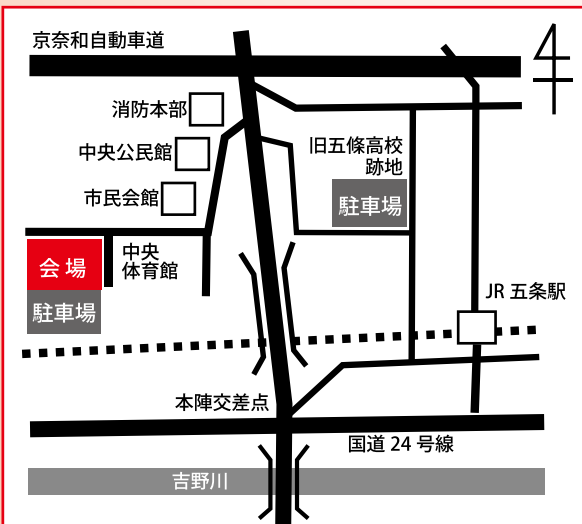 京奈和自動車道
消防本部
中央公民館
市民会館
旧五條高校
跡地
駐車場
会場
中央
体育館
駐車場
JR 五条駅
本陣交差点
国道 24 号線
吉野川